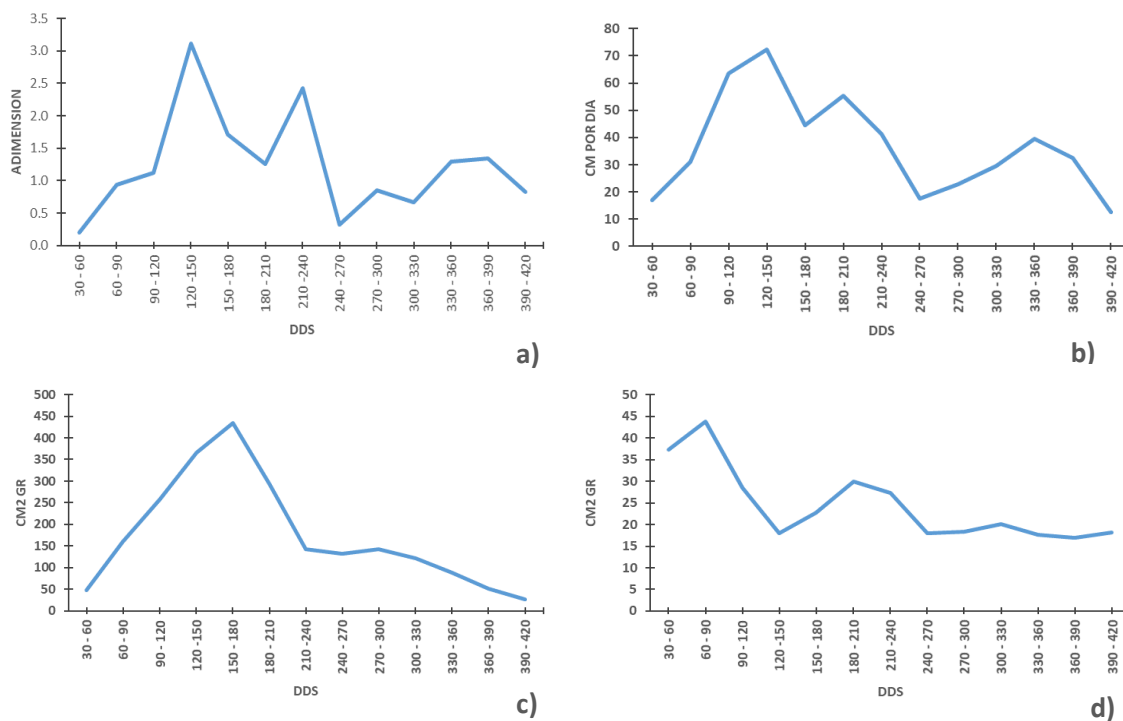 3.5
3.0
2.5
2.0
1.5
1.0
0.5
0.0
ADIMENSION
30 - 60
60 - 90
90 - 120
120 -150
150 - 180
180 - 210
210 -240
240 - 270
270 - 300
300 - 330
330 - 360
360 - 390
390 - 420
DDS
a)
80
70
60
50
40
30
20
10
0
CM POR DIA
30 - 60
60 - 90
90 - 120
120 -150
150 - 180
180 - 210
210 -240
240 - 270
270 - 300
300 - 330
330 - 360
360 - 390
390 - 420
DDS
b)
500
450
400
350
300
250
200
150
100
50
0
CM2 GR
30 - 60
60 - 90
90 - 120
120 -150
150 - 180
180 - 210
210 -240
240 - 270
270 - 300
300 - 330
330 - 360
360 - 390
390 - 420
DDS
c)
50
45
40
35
30
25
20
15
10
5
0
CM2 GR
30 - 60
60 - 90
90 - 120
120 -150
150 - 180
180 - 210
210 -240
240 - 270
270 - 300
300 - 330
330 - 360
360 - 390
390 - 420
DDS
d)